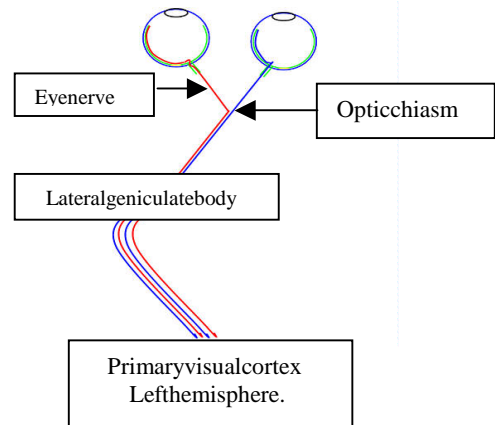 Eyenerve
Opticchiasm
Lateralgeniculatebody
Primaryvisualcortex
Lefthemisphere.